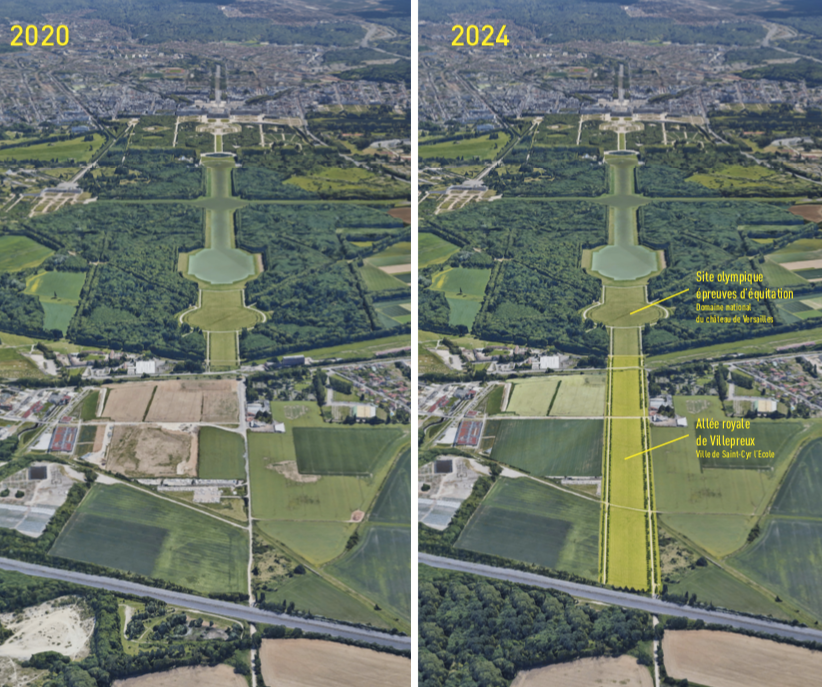 2020
2024
Site olympique
épreuves d'équitation
Domaine national
du château de Versailles
Allée royale
de Villepreux
Ville de Saint-Cyr l'Ecole